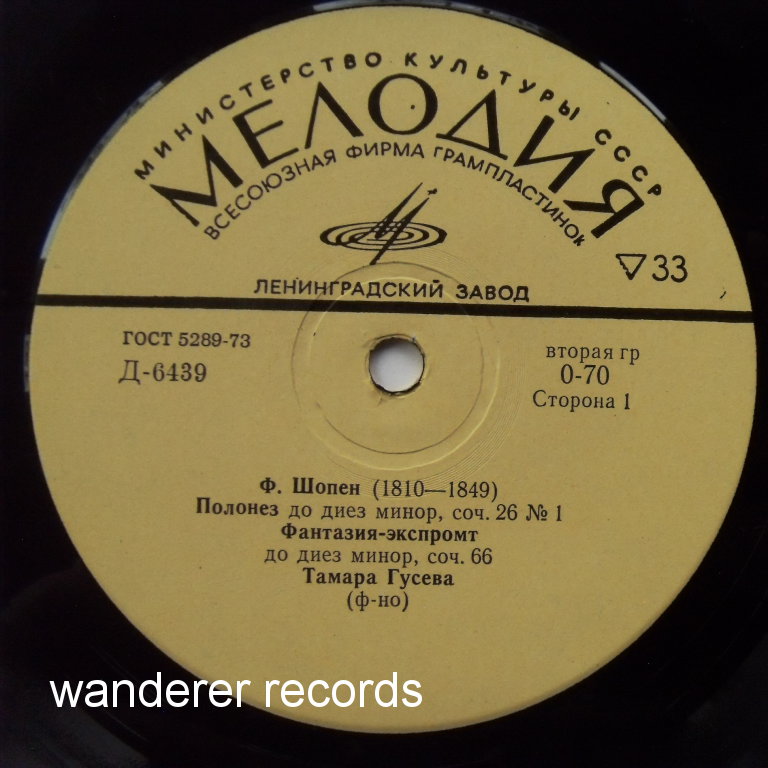 МИНИСТЕРСТВО КУЛЬТУРЫ СССР
МЕЛОДИЯ
ВСЕСОЮЗНАЯ ФИРМА ГРАМПЛАСТИНОК
33
ЛЕНИНГРАДСКИЙ ЗАВОД
ГОСТ 5289-73
Д-6439
вторая гр
0-70
Сторона 1
Ф. Шопен (1810—1849)
Полонез до диез минор, соч. 26 № 1
Фантазия-экспромт
до диез минор, соч. 66
Тамара Гусева
(ф-но)
wanderer records